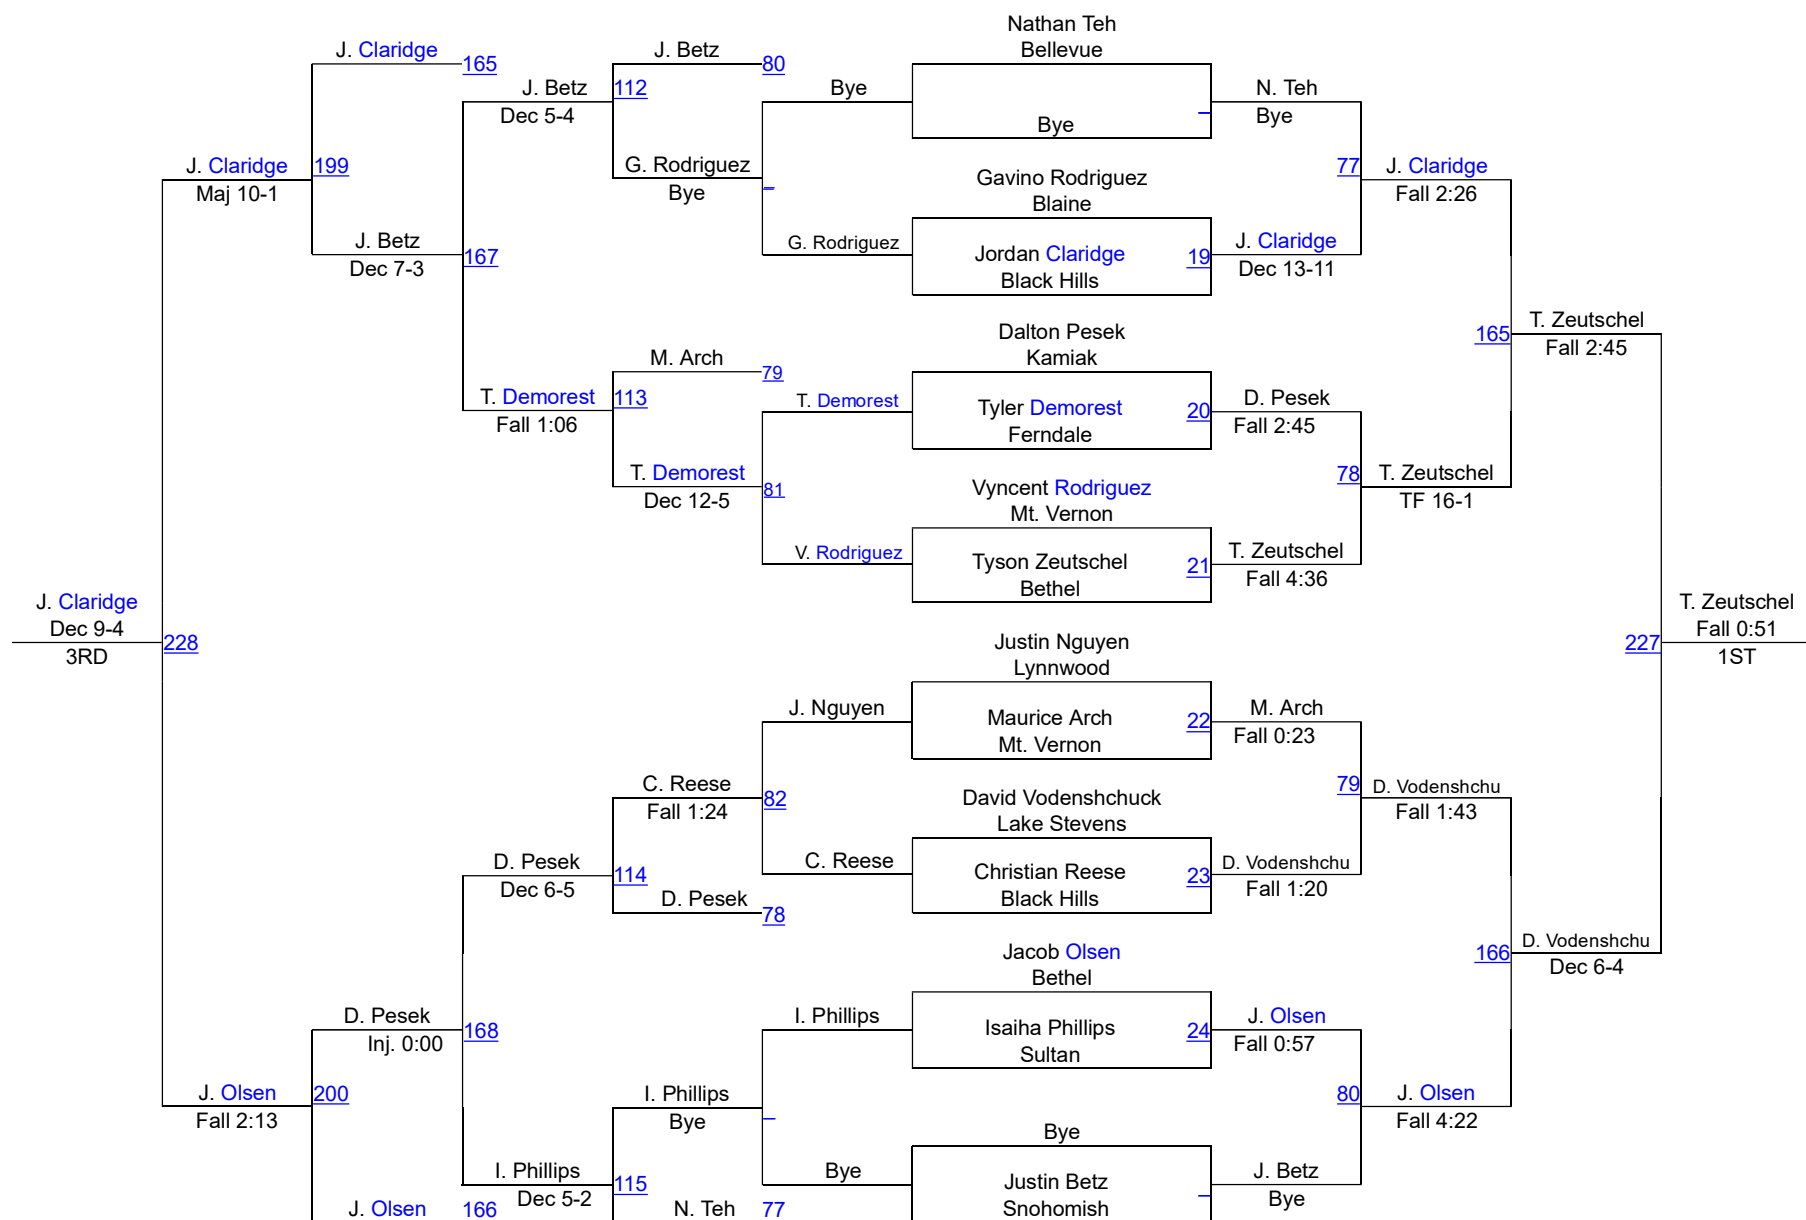 Nathan Teh
J. Claridge
J. Betz
Bellevue
165
80
J. Betz
112
Bye
N. Teh
Dec 5-4
Bye
Bye
J. Claridge
199
G. Rodriguez
77
J. Claridge
Maj 10-1
Bye
Gavino Rodriguez
Fall 2:26
Blaine
J. Betz
G. Rodriguez
J. Claridge
167
Jordan Claridge
19
Dec 7-3
Dec 13-11
Black Hills
Dalton Pesek
T. Zeutschel
165
M. Arch
Kamiak
Fall 2:45
79
T. Demorest
113
T. Demorest
D. Pesek
Fall 1:06
Tyler Demorest
20
Fall 2:45
Ferndale
T. Demorest
81
78
T. Zeutschel
Dec 12-5
Vyncent Rodriguez
TF 16-1
Mt. Vernon
V. Rodriguez
T. Zeutschel
Tyson Zeutschel
21
Fall 4:36
Bethel
J. Claridge
T. Zeutschel
Dec 9-4
Fall 0:51
3RD
228
Justin Nguyen
227
1ST
Lynnwood
J. Nguyen
M. Arch
Maurice Arch
22
Fall 0:23
Mt. Vernon
C. Reese
82
79
D. Vodenshchu
Fall 1:24
David Vodenshchuck
Fall 1:43
Lake Stevens
D. Pesek
114
C. Reese
D. Vodenshchu
Dec 6-5
Christian Reese
23
Fall 1:20
D. Pesek
78
Black Hills
Jacob Olsen
166
D. Vodenshchu
Bethel
Dec 6-4
D. Pesek
168
I. Phillips
J. Olsen
Inj. 0:00
Isaiha Phillips
24
Fall 0:57
Sultan
J. Olsen
200
I. Phillips
80
J. Olsen
Fall 2:13
Bye
Fall 4:22
Bye
I. Phillips
115
Bye
J. Betz
Dec 5-2
Justin Betz
Bye
J. Olsen
166
N. Teh
77
Snohomish